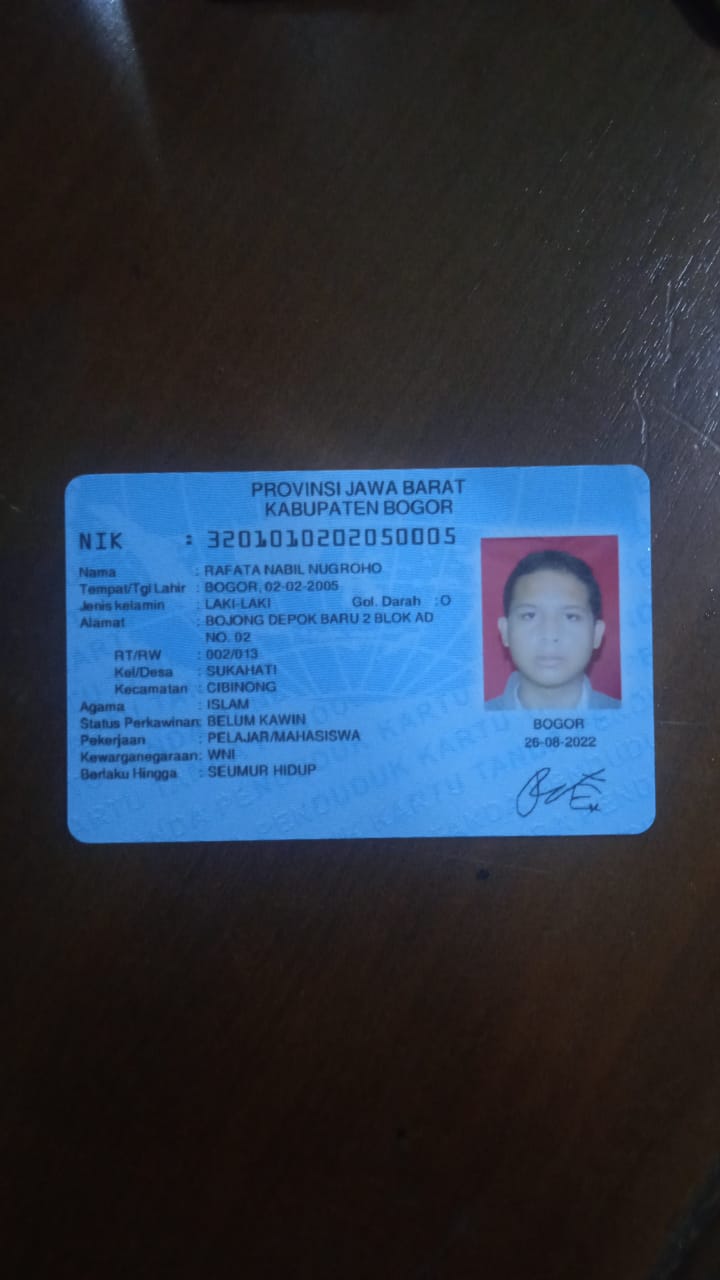 PROVINSI JAWA BARAT
KABUPATEN BOGOR
NIK : 3201010202050005
Nama : RAFATA NABIL NUGROHO
Tempat/Tgl Lahir : BOGOR, 02-02-2005
Jenis kelamin : LAKI-LAKI Gol. Darah : O
Alamat : BOJONG DEPOK BARU 2 BLOK AD
NO. 02
RT/RW : 002/013
Kel/Desa : SUKAHATI
Kecamatan : CIBINONG
Agama : ISLAM
Status Perkawinan: BELUM KAWIN
Pekerjaan : PELAJAR/MAHASISWA
Kewarganegaraan: WNI
Berlaku Hingga : SEUMUR HIDUP
BOGOR
26-08-2022